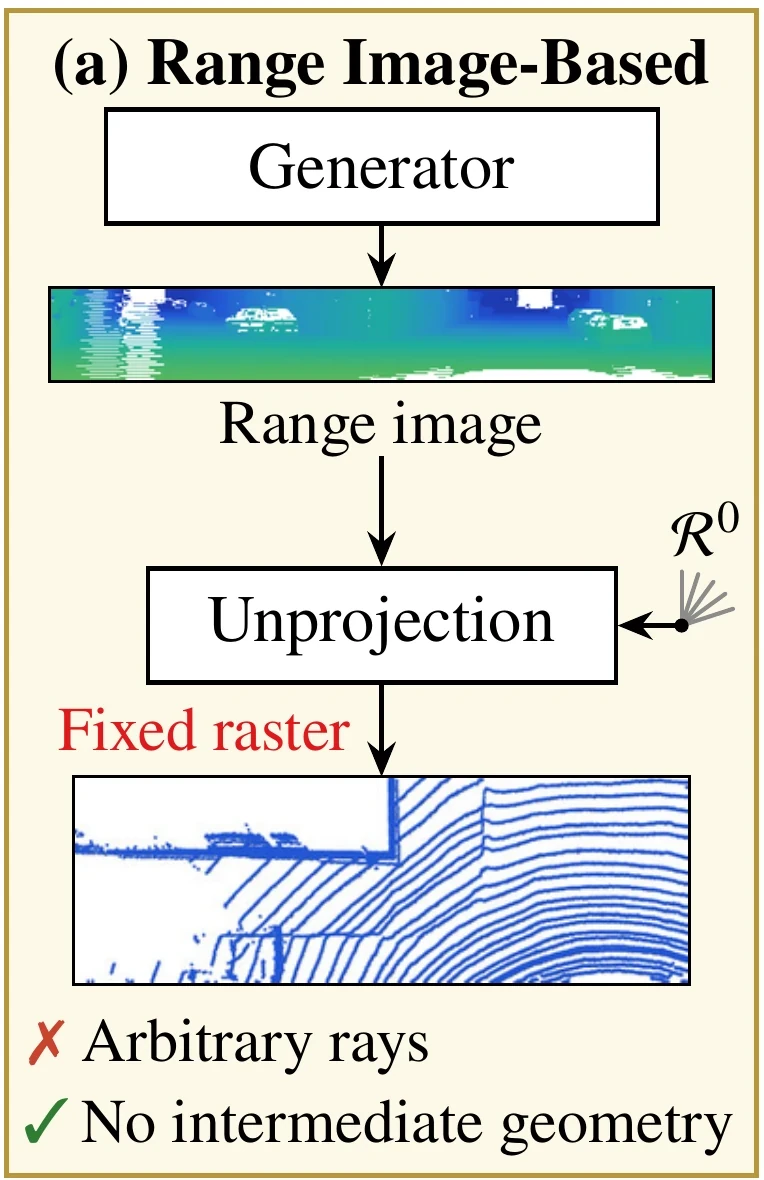 (a) Range Image-Based
Generator
Range image
ℛ⁰
Unprojection
Fixed raster
✗ Arbitrary rays
✓ No intermediate geometry